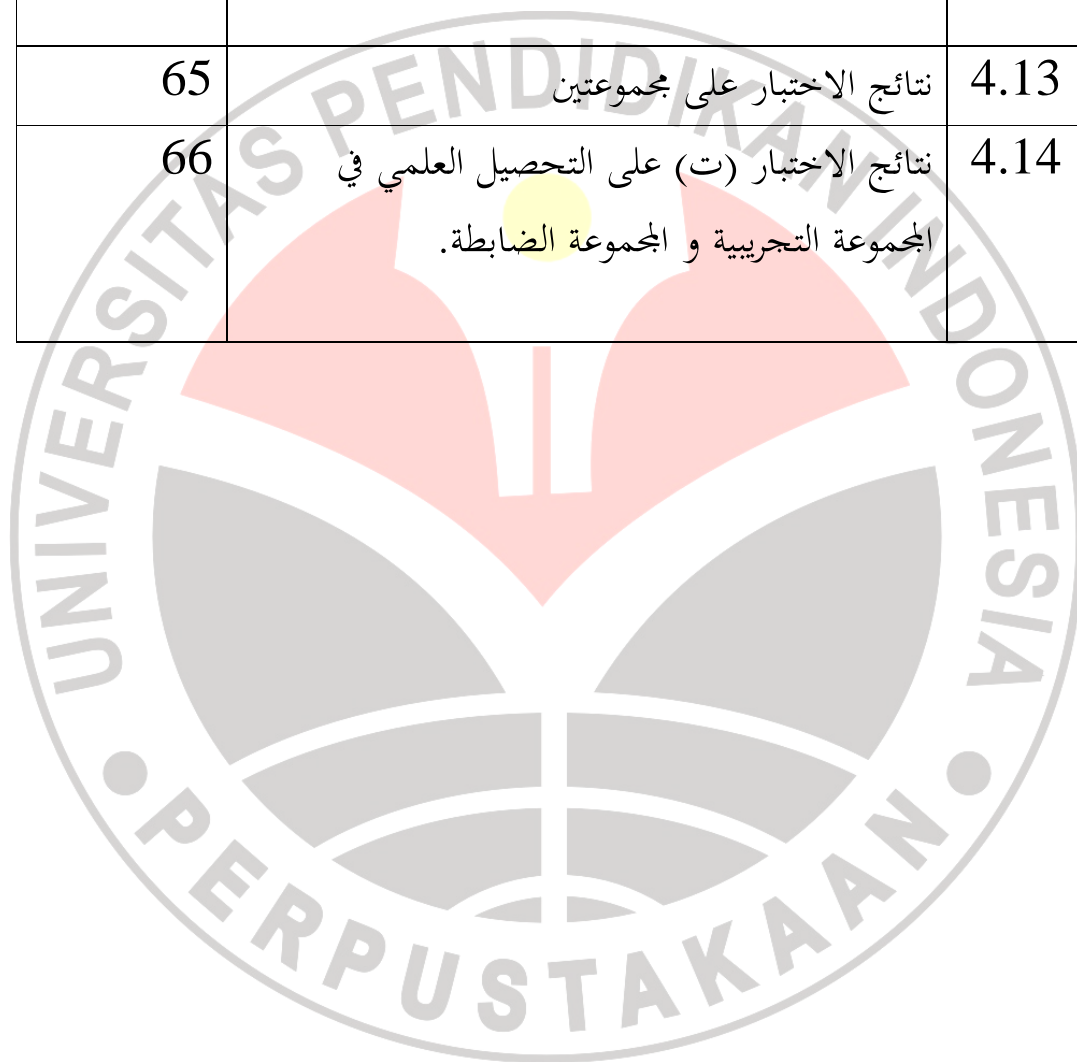 4.13 نتائج الاختبار على مجموعتين 65
4.14 نتائج الاختبار (ت) على التحصيل العلمي في 66
المجموعة التجريبية و المجموعة الضابطة.
UNIVERSITAS PENDIDIKAN INDONESIA
PERPUSTAKAAN